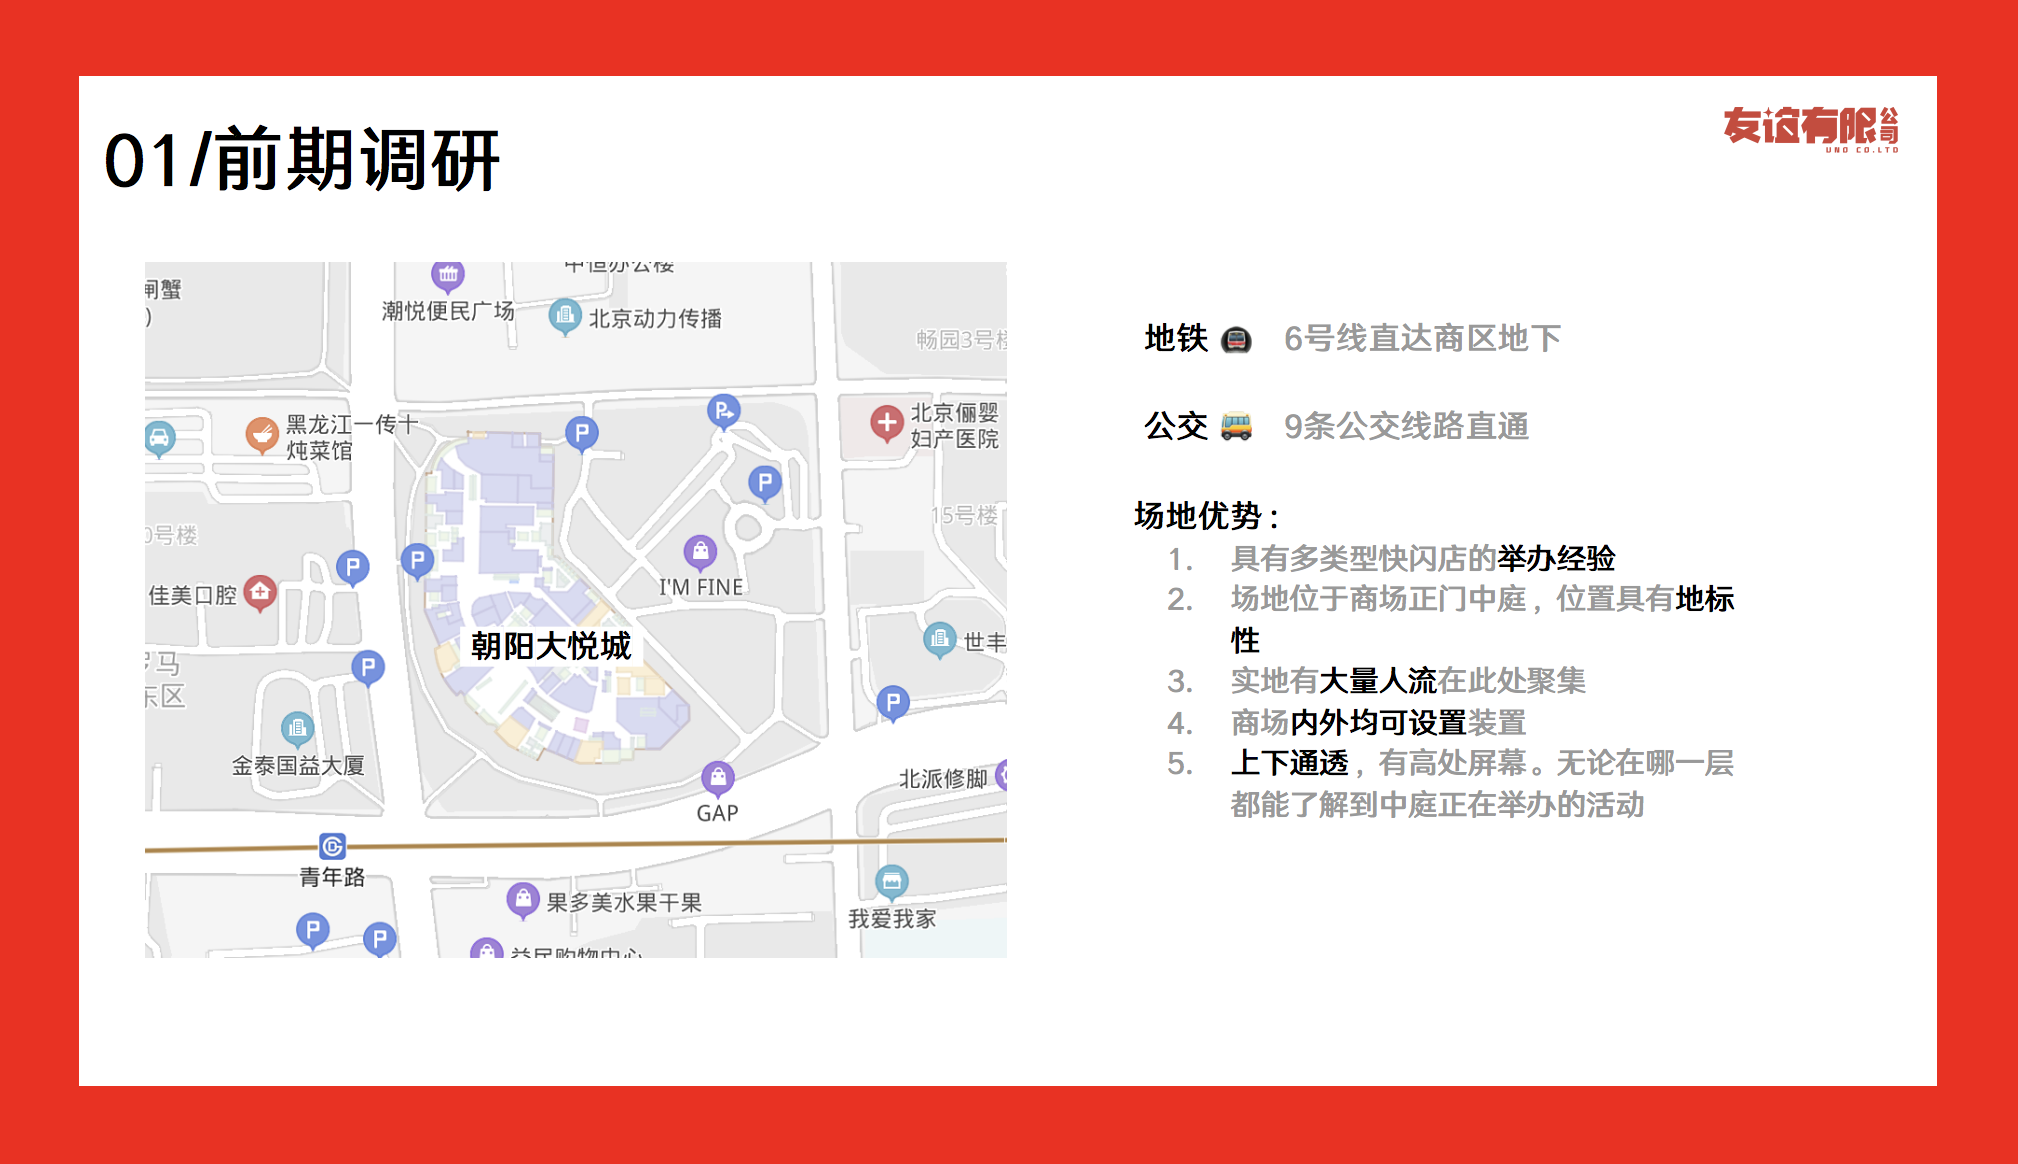 01/前期调研
友谊有限公司
UNO CO.LTD
闸蟹
)
潮悦便民广场
中恒办公楼
北京动力传播
畅园3号楼
黑龙江一传十
炖菜馆
北京俪婴
妇产医院
0号楼
15号楼
佳美口腔
I'M FINE
朝阳大悦城
世丰
罗马
东区
金泰国益大厦
GAP
北派修脚
青年路
果多美水果干果
我爱我家
益民购物中心
地铁 🚇 6号线直达商区地下
公交 🚌 9条公交线路直通
场地优势：
1. 具有多类型快闪店的举办经验
2. 场地位于商场正门中庭，位置具有地标
性
3. 实地有大量人流在此处聚集
4. 商场内外均可设置装置
5. 上下通透，有高处屏幕。无论在哪一层
都能了解到中庭正在举办的活动